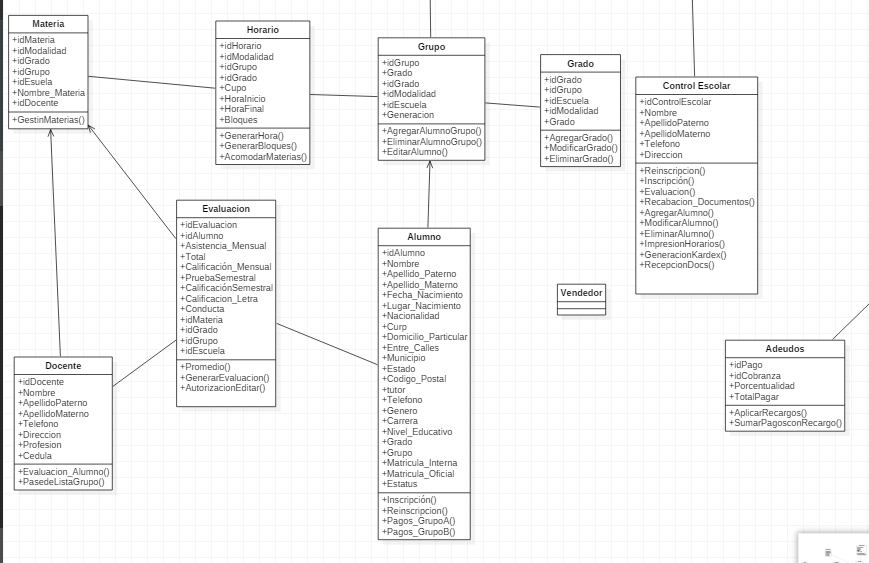 Materia
+idMateria
+idModalidad
+idGrado
+idGrupo
+idEsuela
+Nombre_Materia
+idDocente
+GestinMaterias()
Horario
+idHorario
+idModalidad
+idGrupo
+idGrado
+Cupo
+HoraInicio
+HoraFinal
+Bloques
+GenerarHora()
+GenerarBloques()
+AcomodarMaterias()
Grupo
+idGrupo
+Grado
+idGrado
+idModalidad
+idEscuela
+Generacion
+AgregarAlumnoGrupo()
+EliminarAlumnoGrupo()
+EditarAlumno()
Grado
+idGrado
+idGrupo
+idEscuela
+idModalidad
+Grado
+AgregarGrado()
+ModificarGrado()
+EliminarGrado()
Control Escolar
+idControlEscolar
+Nombre
+ApellidoPaterno
+ApellidoMaterno
+Telefono
+Direccion
+Reinscripcion()
+Inscripción()
+Evaluacion()
+Recabacion_Documentos()
+AgregarAlumno()
+ModificarAlumno()
+EliminarAlumno()
+ImpresionHorarios()
+GeneracionKardex()
+RecepcionDocs()
Evaluacion
+idEvaluacion
+idAlumno
+Asistencia_Mensual
+Total
+Calificación_Mensual
+PruebaSemestral
+CalificaciónSemestral
+Calificacion_Letra
+Conducta
+idMateria
+idGrado
+idGrupo
+idEscuela
+Promedio()
+GenerarEvaluacion()
+AutorizacionEditar()
Alumno
+idAlumno
+Nombre
+Apellido_Paterno
+Apellido_Materno
+Fecha_Nacimiento
+Lugar_Nacimiento
+Nacionalidad
+Curp
+Domicilio_Particular
+Entre_Calles
+Municipio
+Estado
+Codigo_Postal
+tutor
+Telefono
+Genero
+Carrera
+Nivel_Educativo
+Grado
+Grupo
+Matricula_Interna
+Matricula_Oficial
+Estatus
+Inscripción()
+Reinscripcion()
+Pagos_GrupoA()
+Pagos_GrupoB()
Vendedor
Docente
+idDocente
+Nombre
+ApellidoPaterno
+ApellidoMaterno
+Telefono
+Direccion
+Profesion
+Cedula
+Evaluacion_Alumno()
+PasedeListaGrupo()
Adeudos
+idPago
+idCobranza
+Porcentualidad
+TotalPagar
+AplicarRecargos()
+SumarPagosconRecargo()